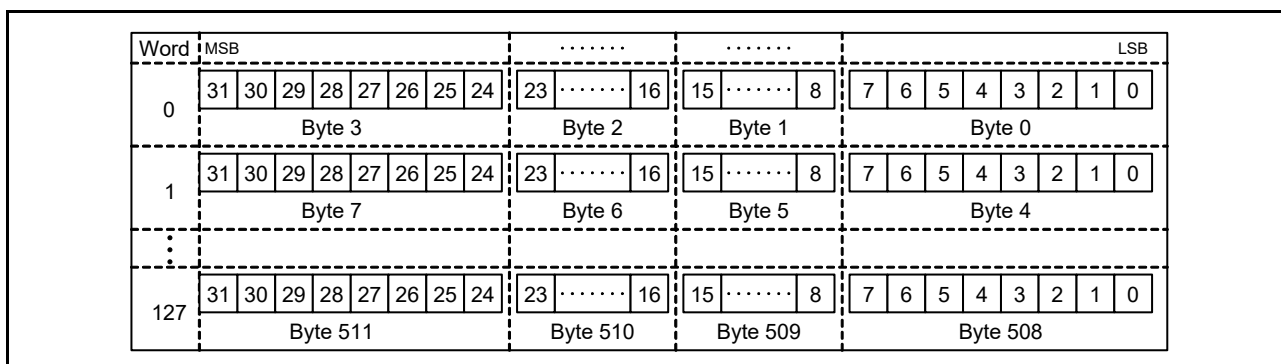 Word MSB ······· ······· LSB
0 31 30 29 28 27 26 25 24 23 ······· 16 15 ······· 8 7 6 5 4 3 2 1 0
Byte 3 Byte 2 Byte 1 Byte 0
1 31 30 29 28 27 26 25 24 23 ······· 16 15 ······· 8 7 6 5 4 3 2 1 0
Byte 7 Byte 6 Byte 5 Byte 4
⋮
127 31 30 29 28 27 26 25 24 23 ······· 16 15 ······· 8 7 6 5 4 3 2 1 0
Byte 511 Byte 510 Byte 509 Byte 508